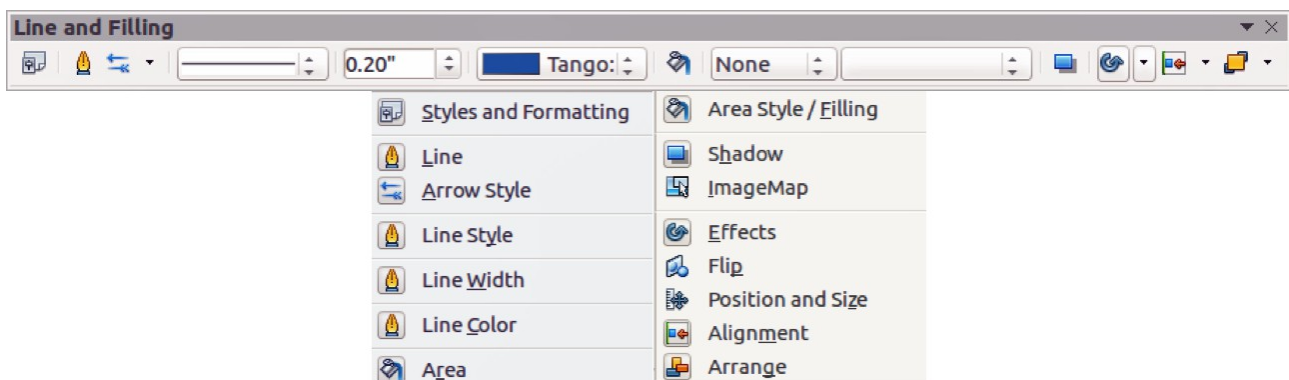 Line and Filling
0.20" Tango: None
Styles and Formatting
Line
Arrow Style
Line Style
Line Width
Line Color
Area
Area Style / Filling
Shadow
ImageMap
Effects
Flip
Position and Size
Alignment
Arrange